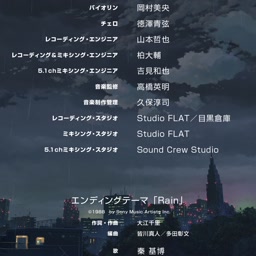 バイオリン 岡村美央
チェロ 徳澤青弦
レコーディング・エンジニア 山本哲也
レコーディング＆ミキシング・エンジニア 柏大輔
5.1chミキシング・エンジニア 吉見和也
音楽監修 高橋英明
音楽制作管理 久保淳司
レコーディング・スタジオ Studio FLAT／目黒倉庫
ミキシング・スタジオ Studio FLAT
5.1chミキシング・スタジオ Sound Crew Studio
エンディングテーマ「Rain」
©1988 by Sony Music Artists Inc.
作詞・作曲 大江千里
編曲 皆川真人／多田彰文
歌 秦 基博